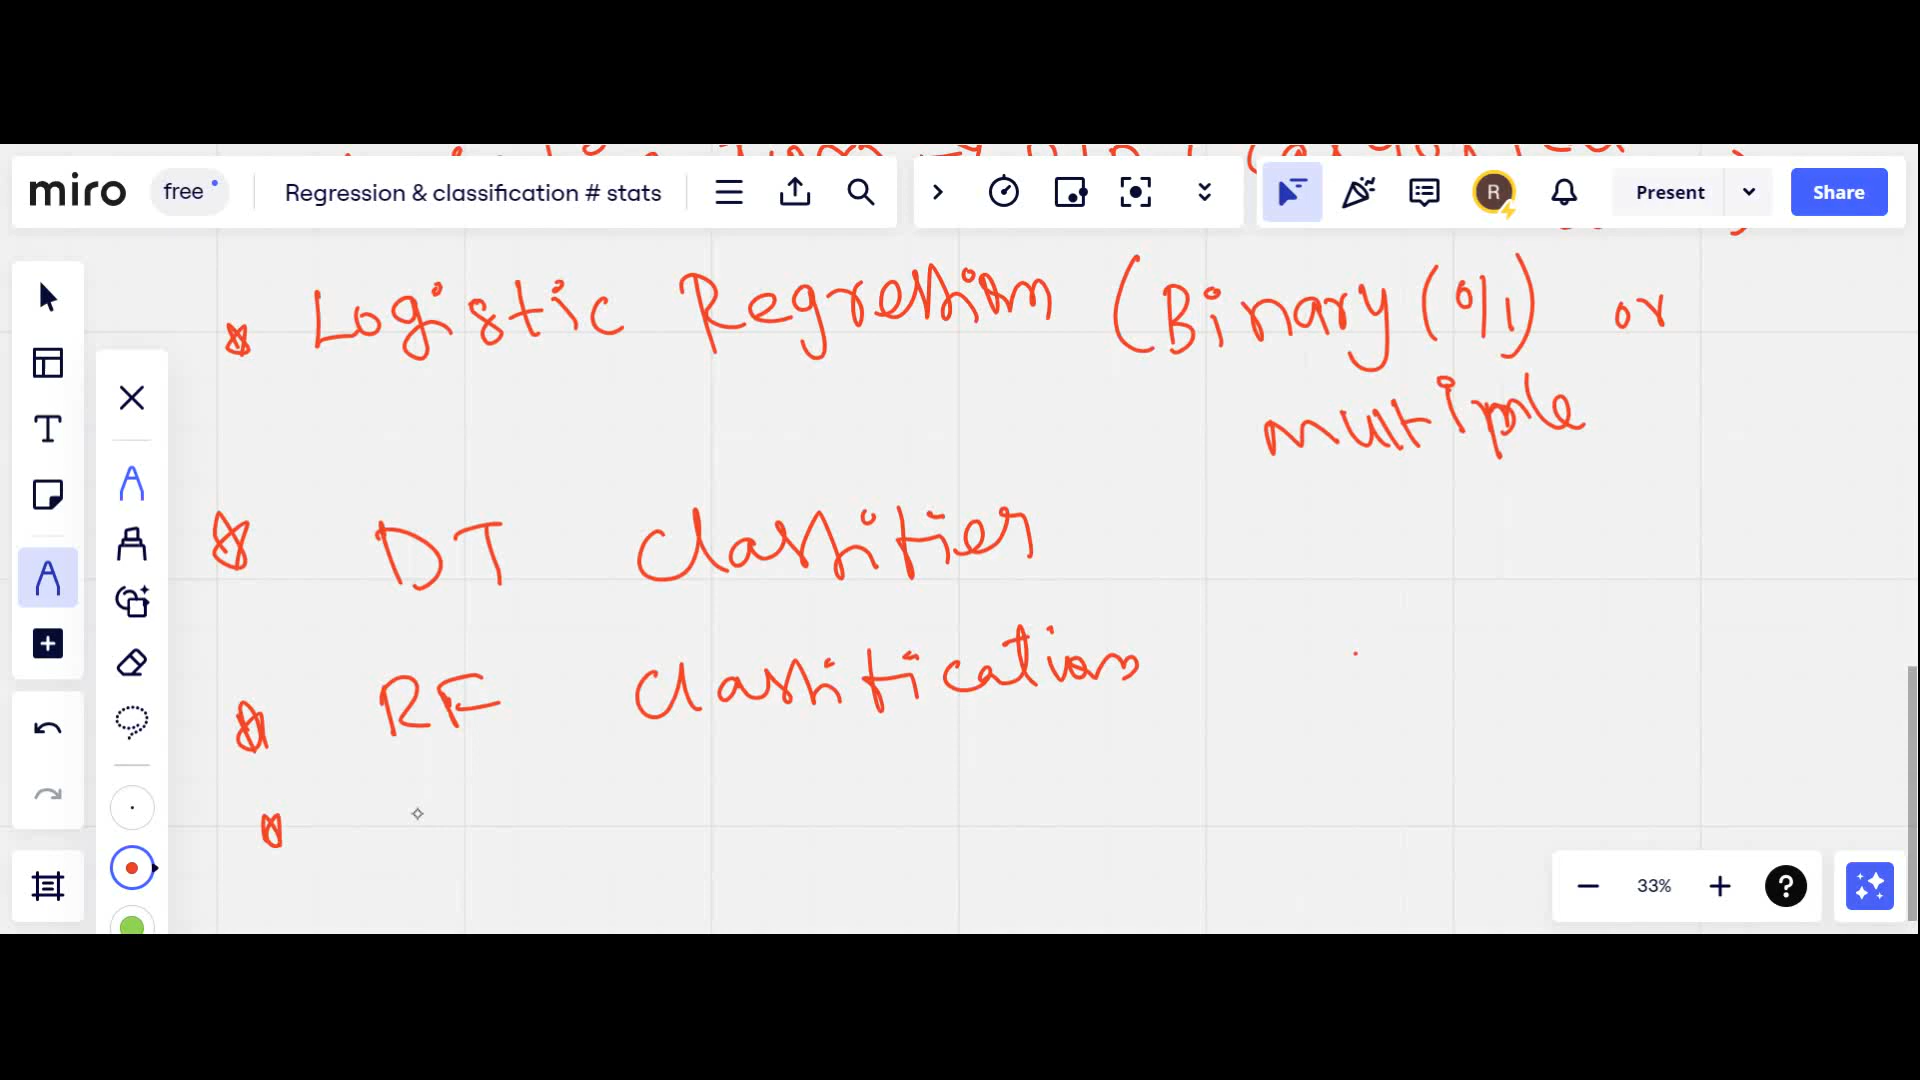 miro free Regression & classification # stats Present Share
* Logistic Regression (Binary (0/1) or
multiple
* DT Classifier
* RF Classification
*
33%